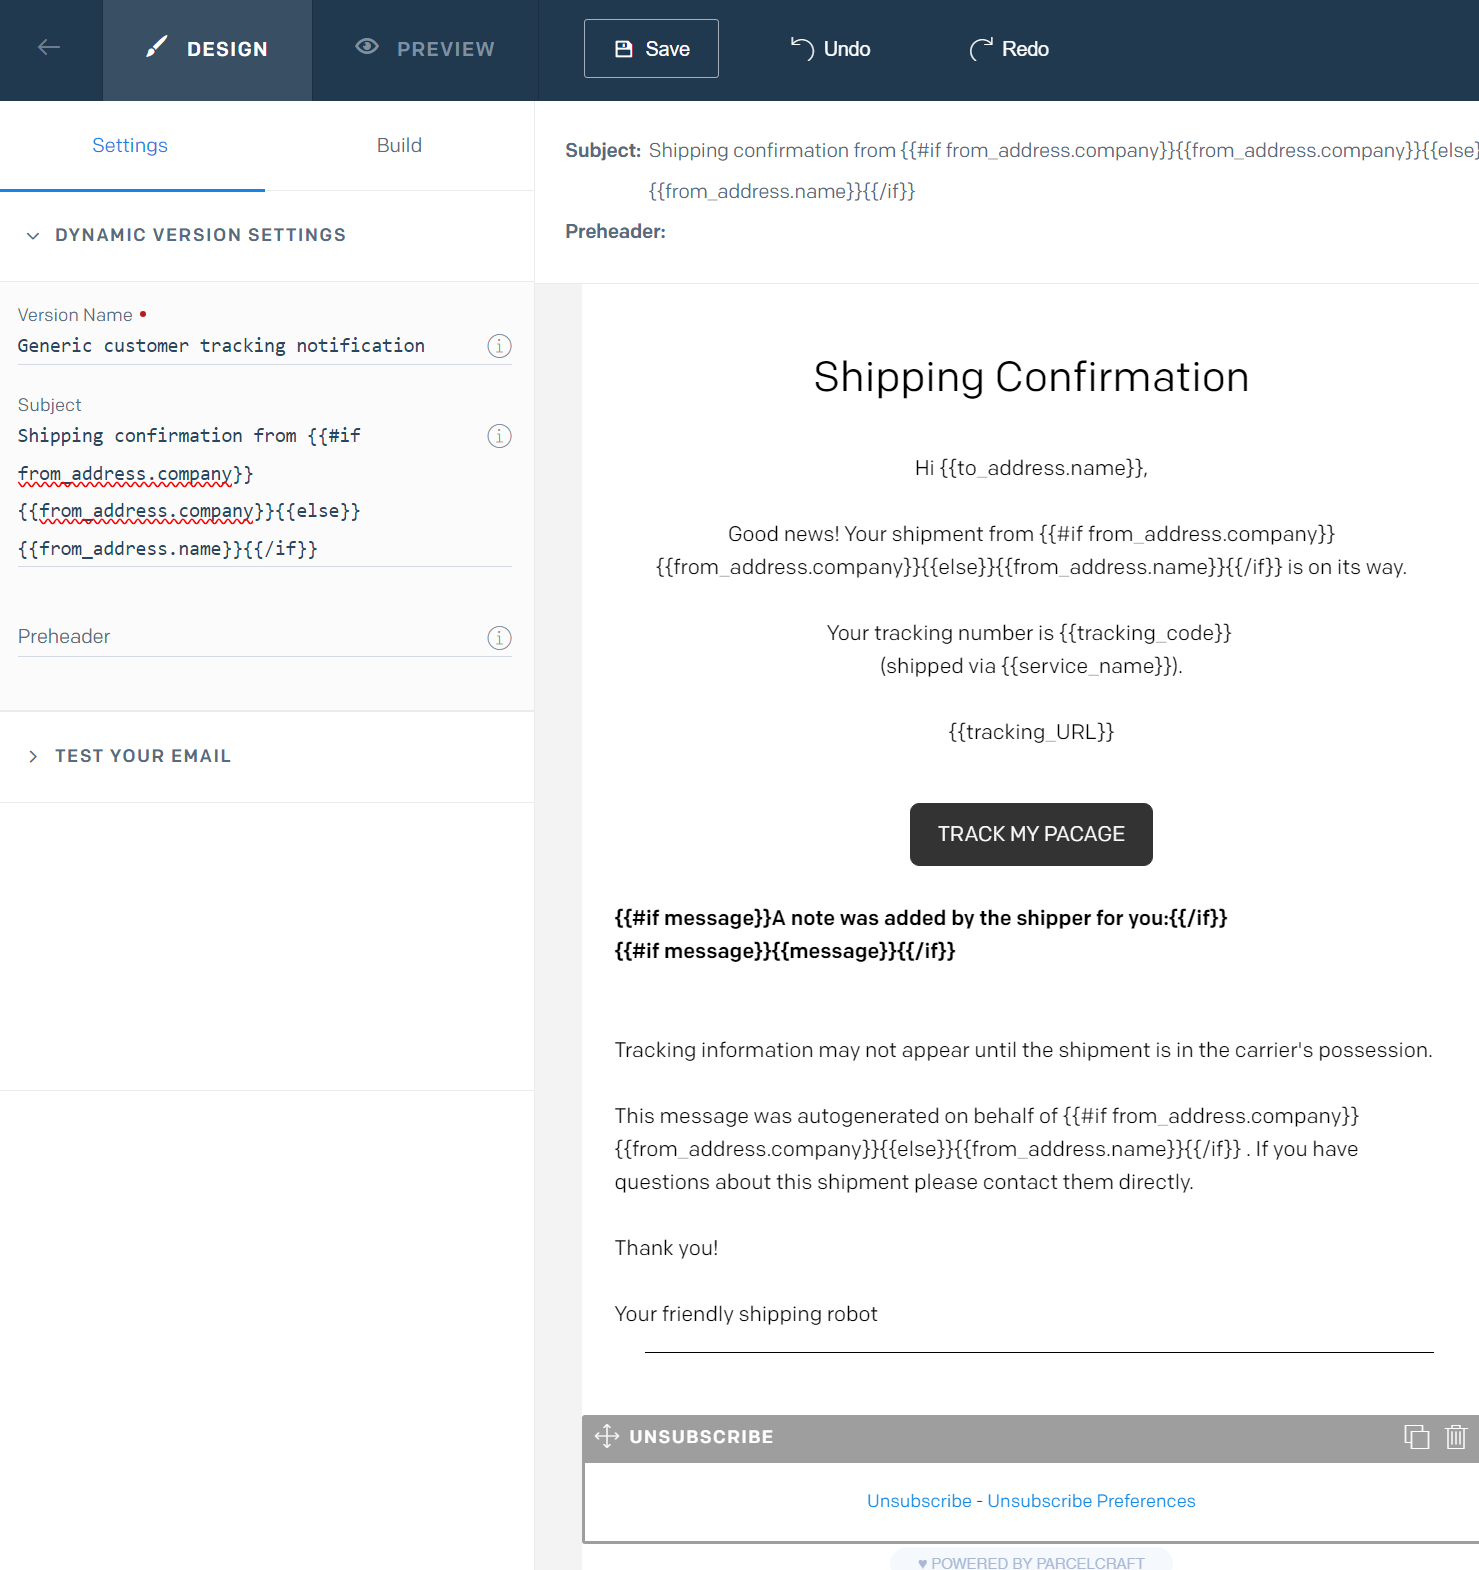 DESIGN
PREVIEW
Save
Undo
Redo
Settings
Build
DYNAMIC VERSION SETTINGS
Version Name
Generic customer tracking notification
Subject
Shipping confirmation from {{#if
from_address.company}}
{{from_address.company}}{{else}}
{{from_address.name}}{{/if}}
Preheader
TEST YOUR EMAIL
Subject: Shipping confirmation from {{#if from_address.company}}{{from_address.company}}{{else}
{{from_address.name}}{{/if}}
Preheader:
Shipping Confirmation
Hi {{to_address.name}},
Good news! Your shipment from {{#if from_address.company}}
{{from_address.company}}{{else}}{{from_address.name}}{{/if}} is on its way.
Your tracking number is {{tracking_code}}
(shipped via {{service_name}}).
{{tracking_URL}}
TRACK MY PACAGE
{{#if message}}A note was added by the shipper for you:{{/if}}
{{#if message}}{{message}}{{/if}}
Tracking information may not appear until the shipment is in the carrier's possession.
This message was autogenerated on behalf of {{#if from_address.company}}
{{from_address.company}}{{else}}{{from_address.name}}{{/if}} . If you have
questions about this shipment please contact them directly.
Thank you!
Your friendly shipping robot
UNSUBSCRIBE
Unsubscribe - Unsubscribe Preferences
♥ POWERED BY PARCELCRAFT